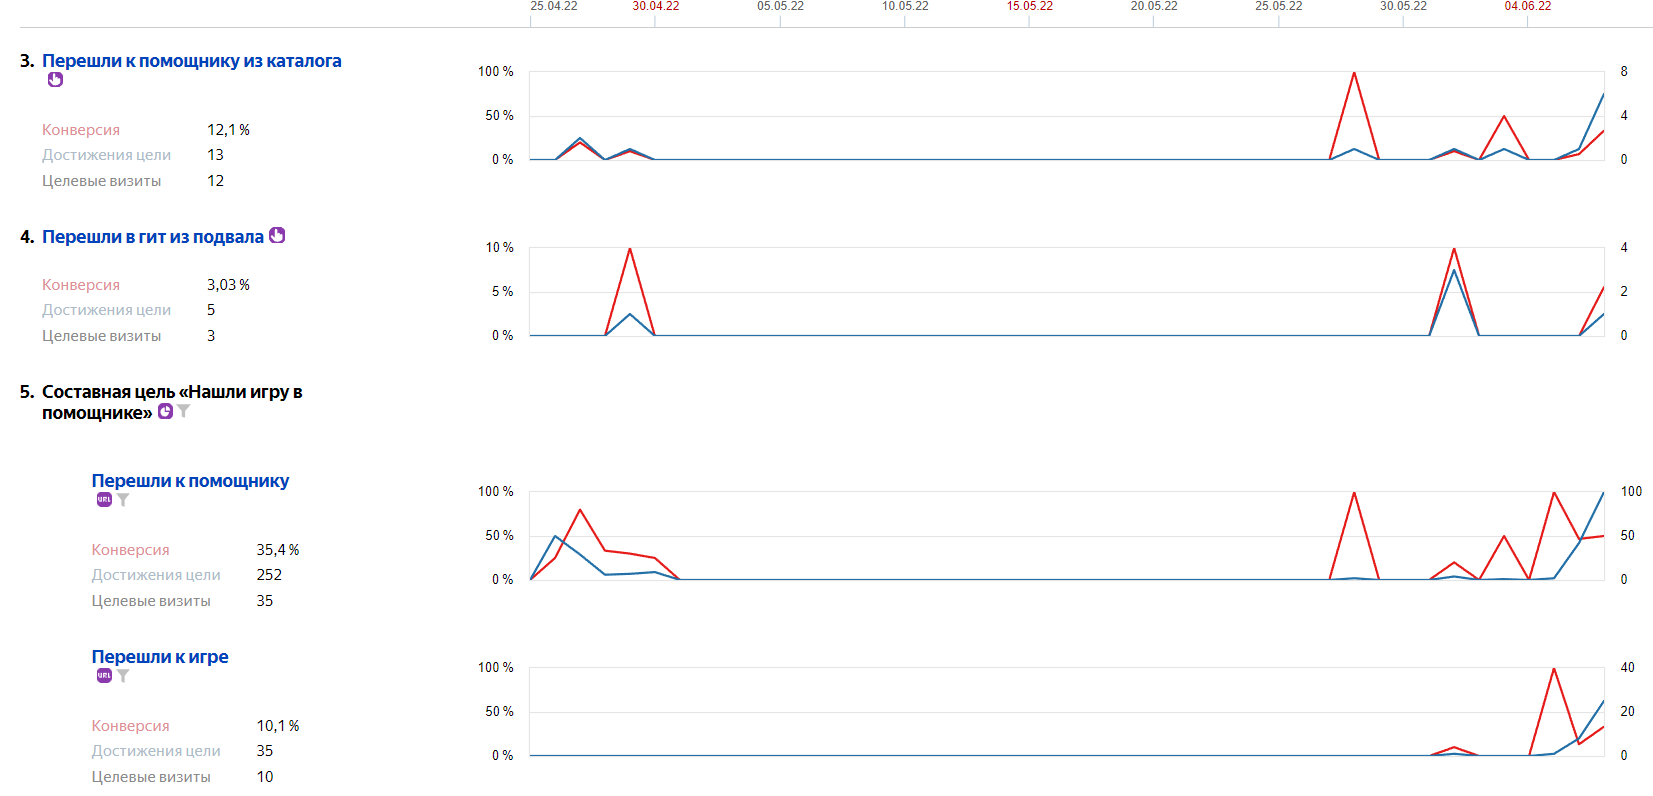 25.04.22 30.04.22 05.05.22 10.05.22 15.05.22 20.05.22 25.05.22 30.05.22 04.06.22
3. Перешли к помощнику из каталога
100 % 8
50 % 4
0 % 0
Конверсия 12,1 %
Достижения цели 13
Целевые визиты 12
4. Перешли в гит из подвала
10 % 4
5 % 2
0 % 0
Конверсия 3,03 %
Достижения цели 5
Целевые визиты 3
5. Составная цель «Нашли игру в
помощнике»
Перешли к помощнику
URL
100 % 100
50 % 50
0 % 0
Конверсия 35,4 %
Достижения цели 252
Целевые визиты 35
Перешли к игре
URL
100 % 40
50 % 20
0 % 0
Конверсия 10,1 %
Достижения цели 35
Целевые визиты 10